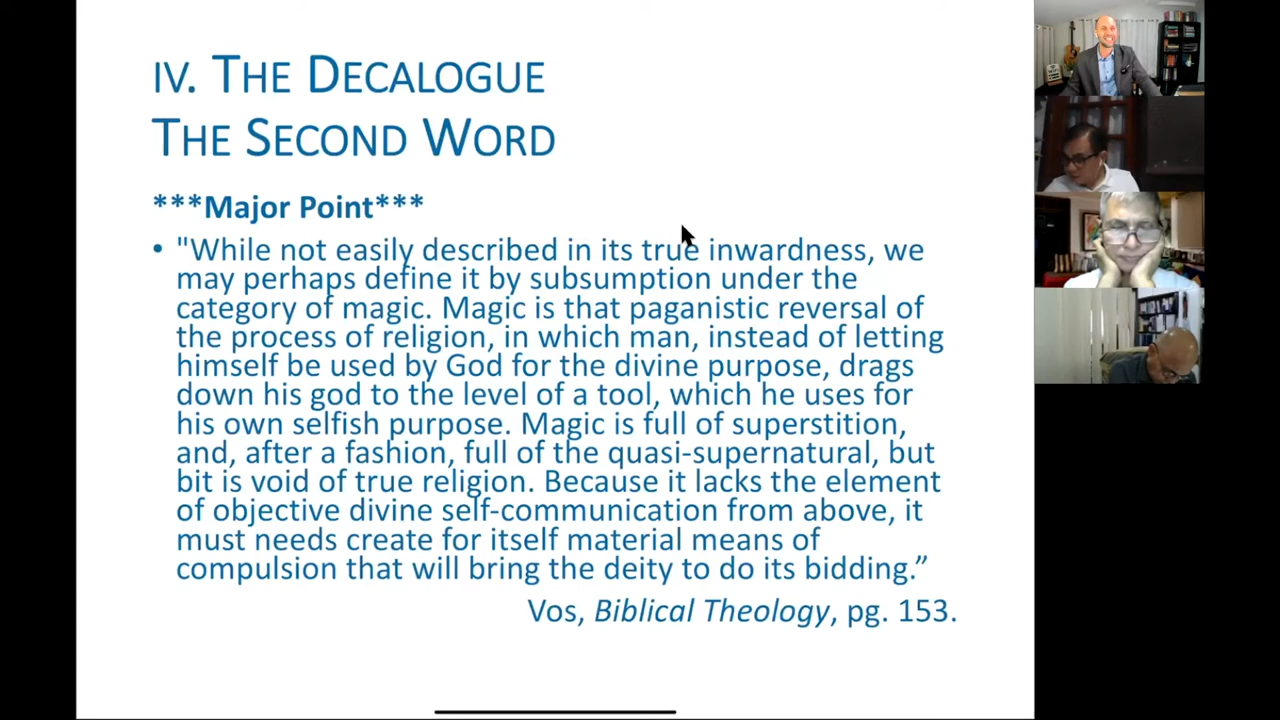 IV. THE DECALOGUE
THE SECOND WORD
***Major Point***
• "While not easily described in its true inwardness, we
may perhaps define it by subsumption under the
category of magic. Magic is that paganistic reversal of
the process of religion, in which man, instead of letting
himself be used by God for the divine purpose, drags
down his god to the level of a tool, which he uses for
his own selfish purpose. Magic is full of superstition,
and, after a fashion, full of the quasi-supernatural, but
bit is void of true religion. Because it lacks the element
of objective divine self-communication from above, it
must needs create for itself material means of
compulsion that will bring the deity to do its bidding.”
Vos, Biblical Theology, pg. 153.